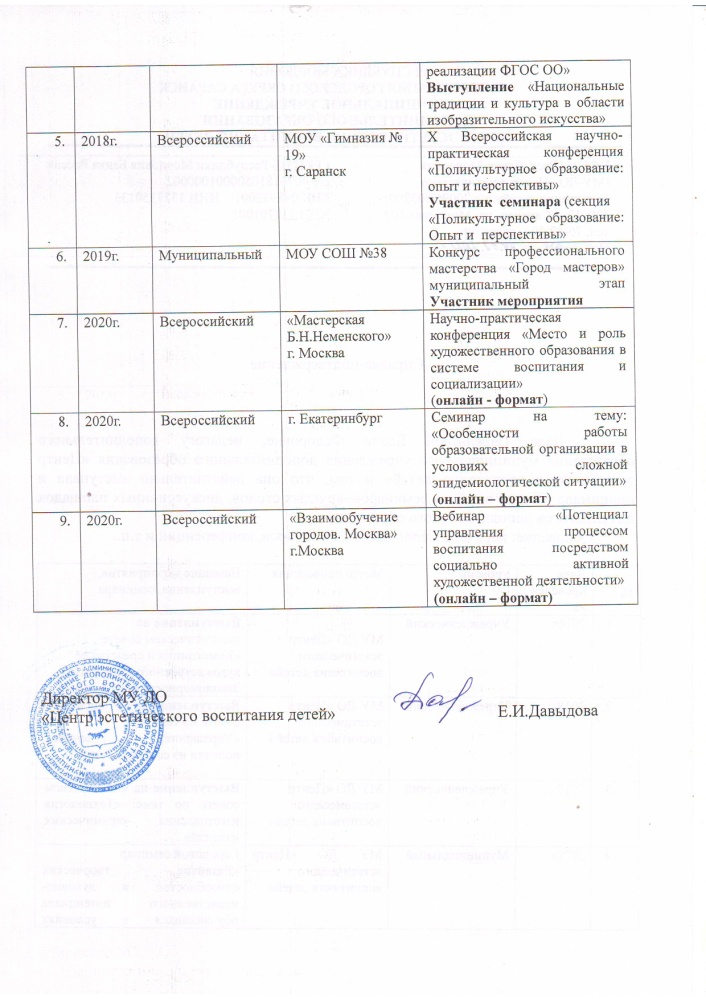 реализации ФГОС ОО»
Выступление «Национальные
традиции и культура в области
изобразительного искусства»
5. 2018г. Всероссийский МОУ «Гимназия № X Всероссийская научно-
19» практическая конференция
г. Саранск «Поликультурное образование:
опыт и перспективы»
Участник семинара (секция
«Поликультурное образование:
Опыт и перспективы»
6. 2019г. Муниципальный МОУ СОШ №38 Конкурс профессионального
мастерства «Город мастеров»
муниципальный этап
Участник мероприятия
7. 2020г. Всероссийский «Мастерская Научно-практическая
Б.Н.Неменского» конференция «Место и роль
г. Москва художественного образования в
системе воспитания и
социализации»
(онлайн - формат)
8. 2020г. Всероссийский г. Екатеринбург Семинар на тему:
«Особенности работы
образовательной организации в
условиях сложной
эпидемиологической ситуации»
(онлайн – формат)
9. 2020г. Всероссийский «Взаимообучение Вебинар «Потенциал
городов. Москва» управления процессом
г.Москва воспитания посредством
социально активной
художественной деятельности»
(онлайн – формат)
Директор МУ ДО
«Центр эстетического воспитания детей» Е.И.Давыдова